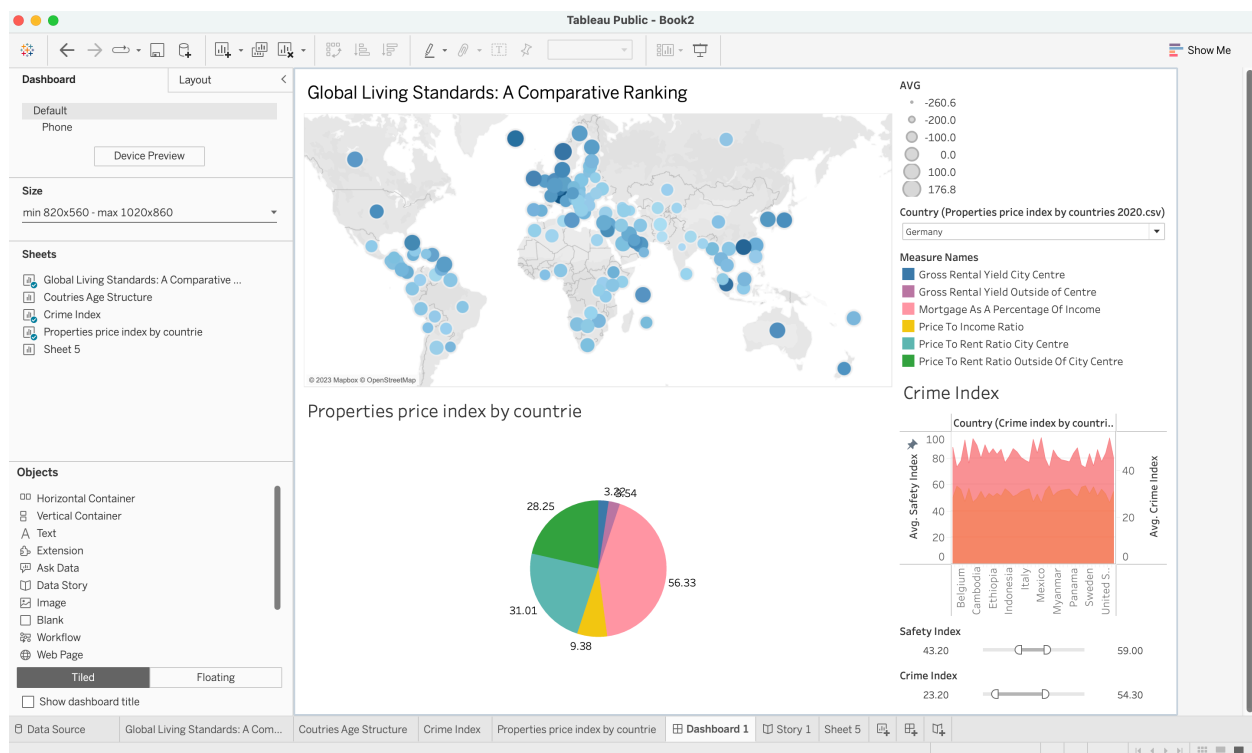 Tableau Public - Book2
Show Me
Dashboard
Layout
Default
Phone
Device Preview
Size
min 820x560 - max 1020x860
Sheets
Global Living Standards: A Comparative ...
Coutries Age Structure
Crime Index
Properties price index by countrie
Sheet 5
Objects
Horizontal Container
Vertical Container
A Text
Extension
Ask Data
Data Story
Image
Blank
Workflow
Web Page
Tiled
Floating
Show dashboard title
Global Living Standards: A Comparative Ranking
© 2023 Mapbox © OpenStreetMap
Properties price index by countrie
28.25
3.22
56.33
31.01
9.38
AVG
-260.6
-200.0
-100.0
0.0
100.0
176.8
Country (Properties price index by countries 2020.csv)
Germany
Measure Names
Gross Rental Yield City Centre
Gross Rental Yield Outside of Centre
Mortgage As A Percentage Of Income
Price To Income Ratio
Price To Rent Ratio City Centre
Price To Rent Ratio Outside Of City Centre
Crime Index
Country (Crime index by countri..
Avg. Safety Index
100
80
60
40
20
0
40
20
0
Avg. Crime Index
Belgium
Cambodia
Ethiopia
Indonesia
Italy
Mexico
Myanmar
Panama
Sweden
United S..
Safety Index
43.20
59.00
Crime Index
23.20
54.30
Data Source
Global Living Standards: A Com...
Coutries Age Structure
Crime Index
Properties price index by countrie
Dashboard 1
Story 1
Sheet 5